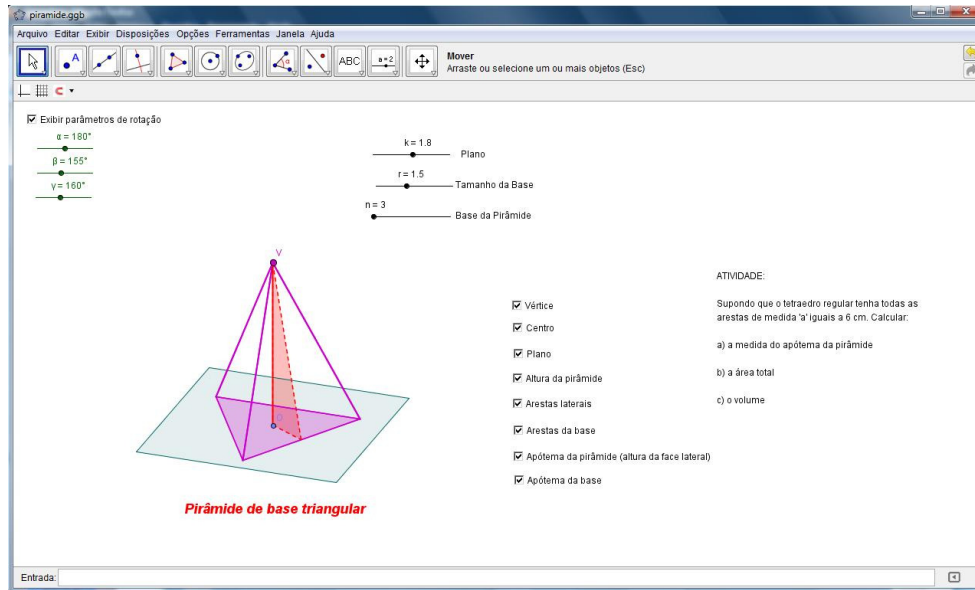 piramide.ggb
Arquivo Editar Exibir Disposições Opções Ferramentas Janela Ajuda
A
α
ABC
a=2
Mover
Arraste ou selecione um ou mais objetos (Esc)
Exibir parâmetros de rotação
α = 180°
β = 155°
γ = 160°
k = 1.8
Plano
r = 1.5
Tamanho da Base
n = 3
Base da Pirâmide
V
Vértice
Centro
Plano
Altura da pirâmide
Arestas laterais
Arestas da base
Apótema da pirâmide (altura da face lateral)
Apótema da base
ATIVIDADE:
Supondo que o tetraedro regular tenha todas as
arestas de medida 'a' iguais a 6 cm. Calcular:
a) a medida do apótema da pirâmide
b) a área total
c) o volume
Pirâmide de base triangular
Entrada: